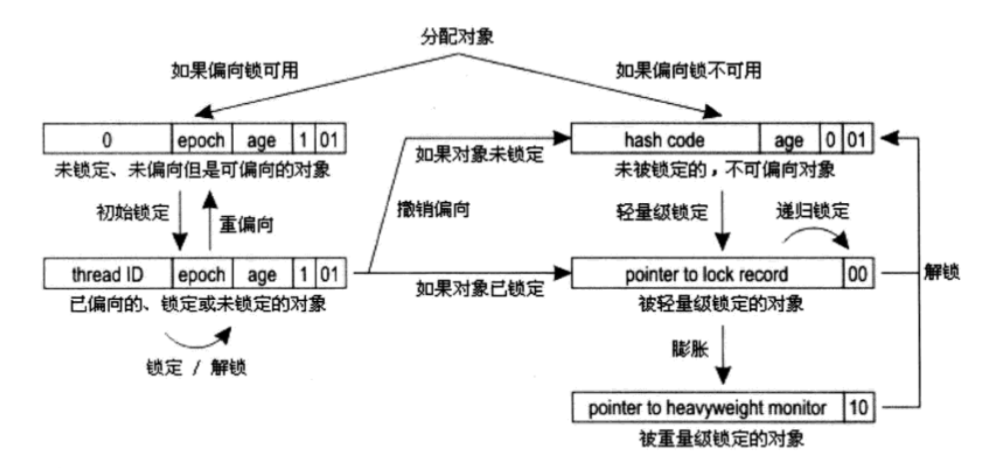 分配对象
如果偏向锁可用
如果偏向锁不可用
0 epoch age 1 01
hash code age 0 01
未锁定、未偏向但是可偏向的对象
如果对象未锁定
未被锁定的，不可偏向对象
初始锁定
重偏向
撤销偏向
轻量级锁定
递归锁定
thread ID epoch age 1 01
pointer to lock record 00
解锁
已偏向的、锁定或未锁定的对象
如果对象已锁定
被轻量级锁定的对象
锁定 / 解锁
膨胀
pointer to heavyweight monitor 10
被重量级锁定的对象